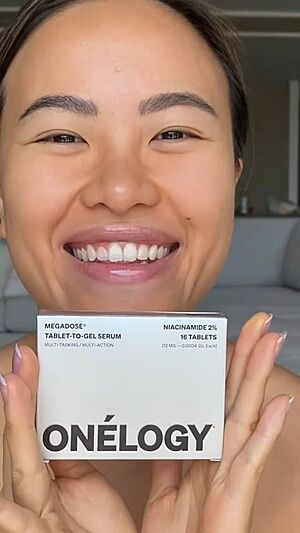 MEGADOSE®
TABLET-TO-GEL SERUM
MULTI-TASKING / MULTI-ACTION
NIACINAMIDE 2%
16 TABLETS
[12 MG — 0.0004 Oz. Each]
ONÉLOGY